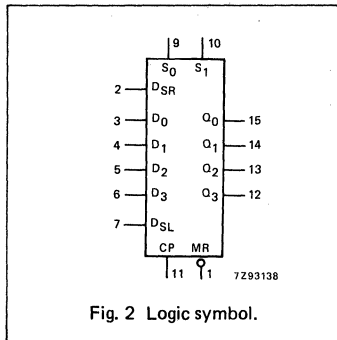 9 10
S0 S1
2 DSR
3 D0 Q0 15
4 D1 Q1 14
5 D2 Q2 13
6 D3 Q3 12
7 DSL
CP MR
11 1 7Z93138
Fig. 2 Logic symbol.